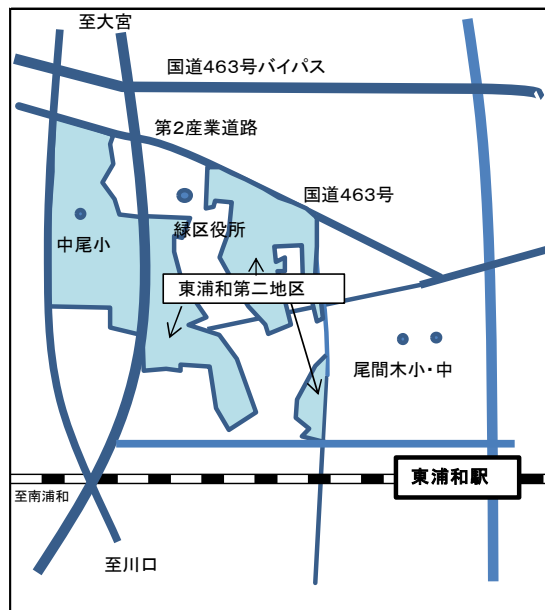 至大宮
国道463号バイパス
第2産業道路
国道463号
中尾小
緑区役所
東浦和第二地区
尾間木小・中
東浦和駅
至南浦和
至川口